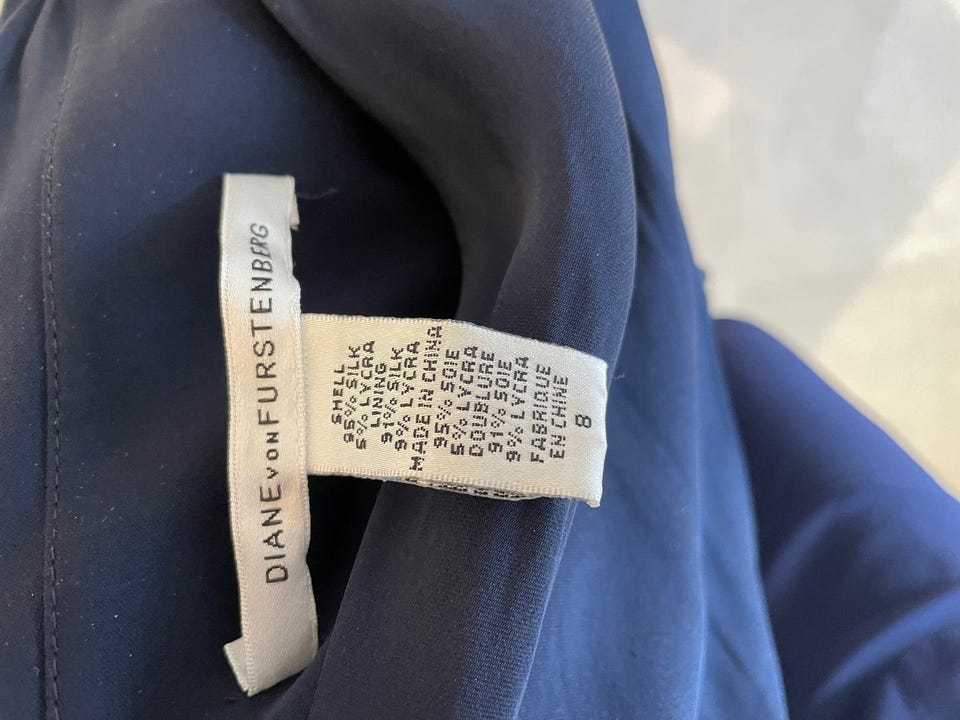 DIANE VON FURSTENBERG
SHELL
95% SILK
5% LYCRA
LINING
91% SILK
9% LYCRA
MADE IN CHINA
95% SOIE
5% LYCRA
DOUBLURE
91% SOIE
9% LYCRA
FABRIQUE
EN CHINE
8